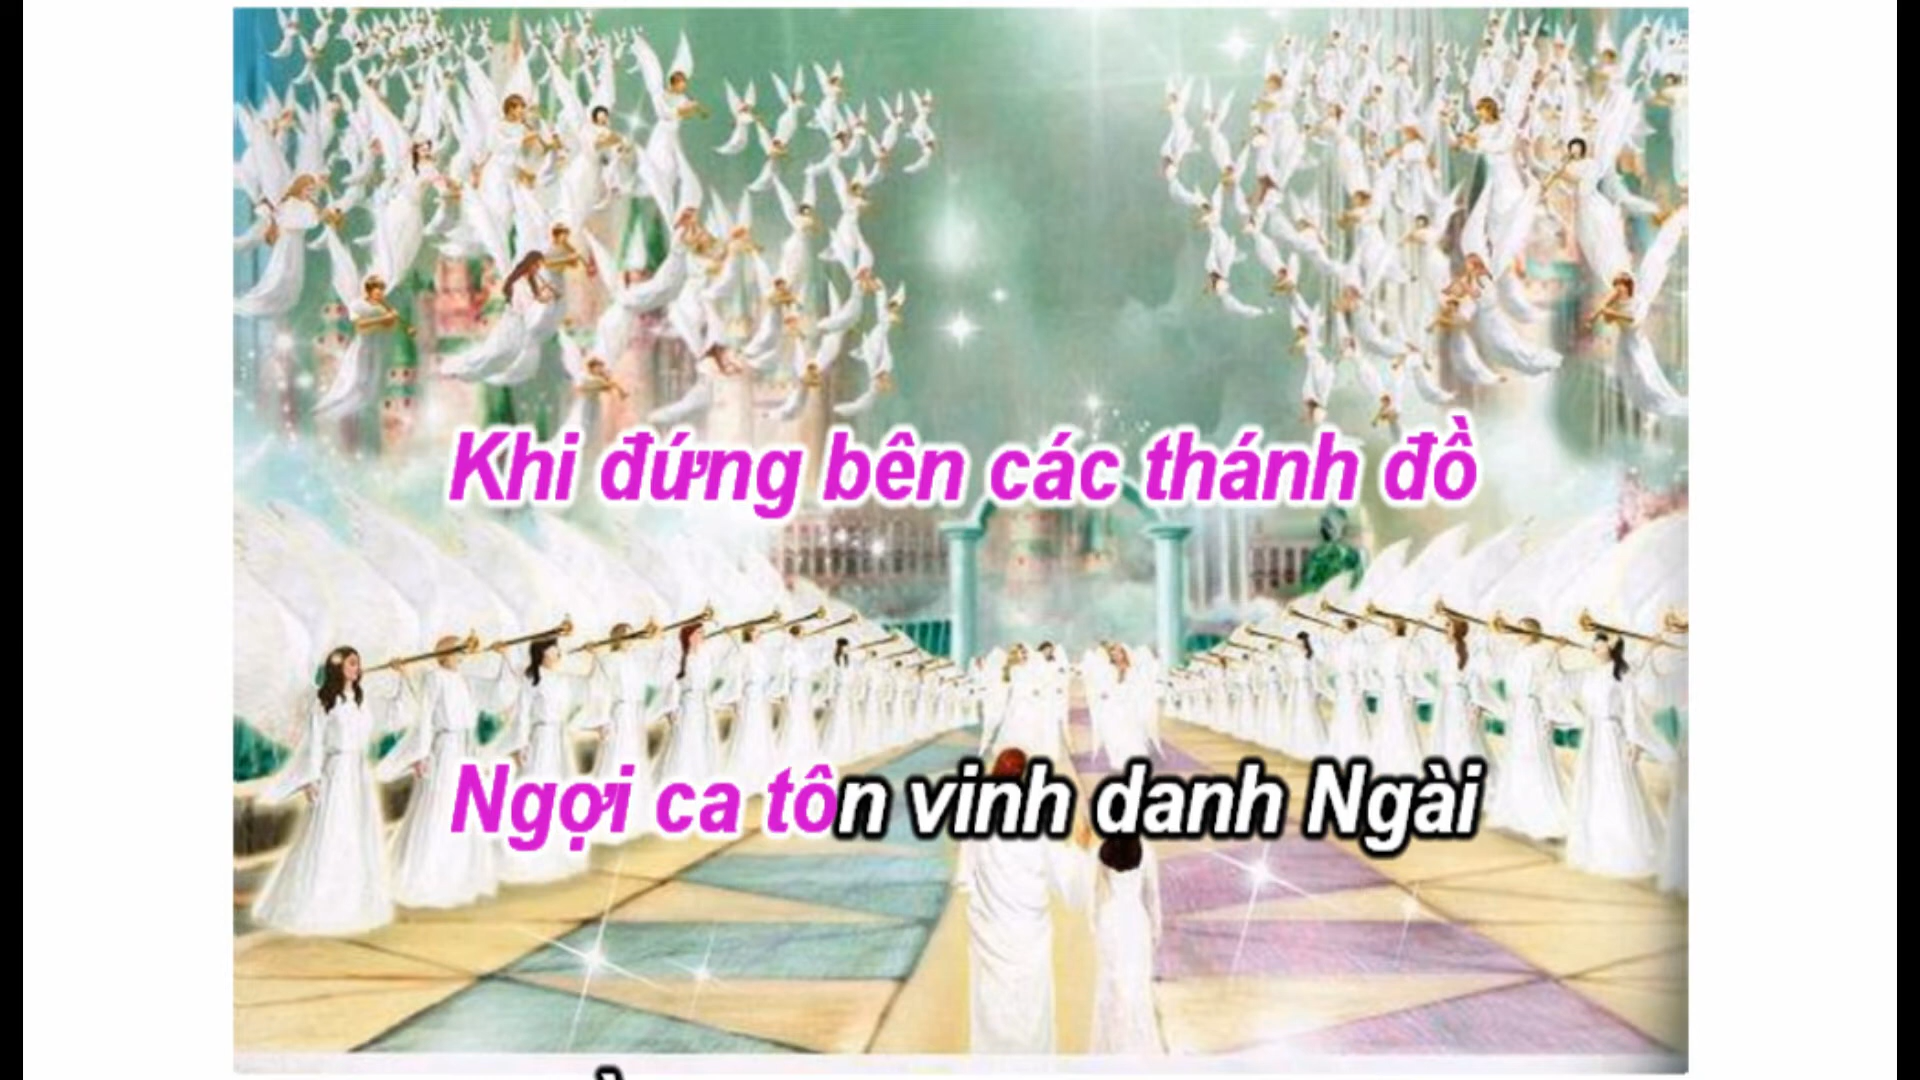 Khi đứng bên các thánh đồ
Ngợi ca tôn vinh danh Ngài